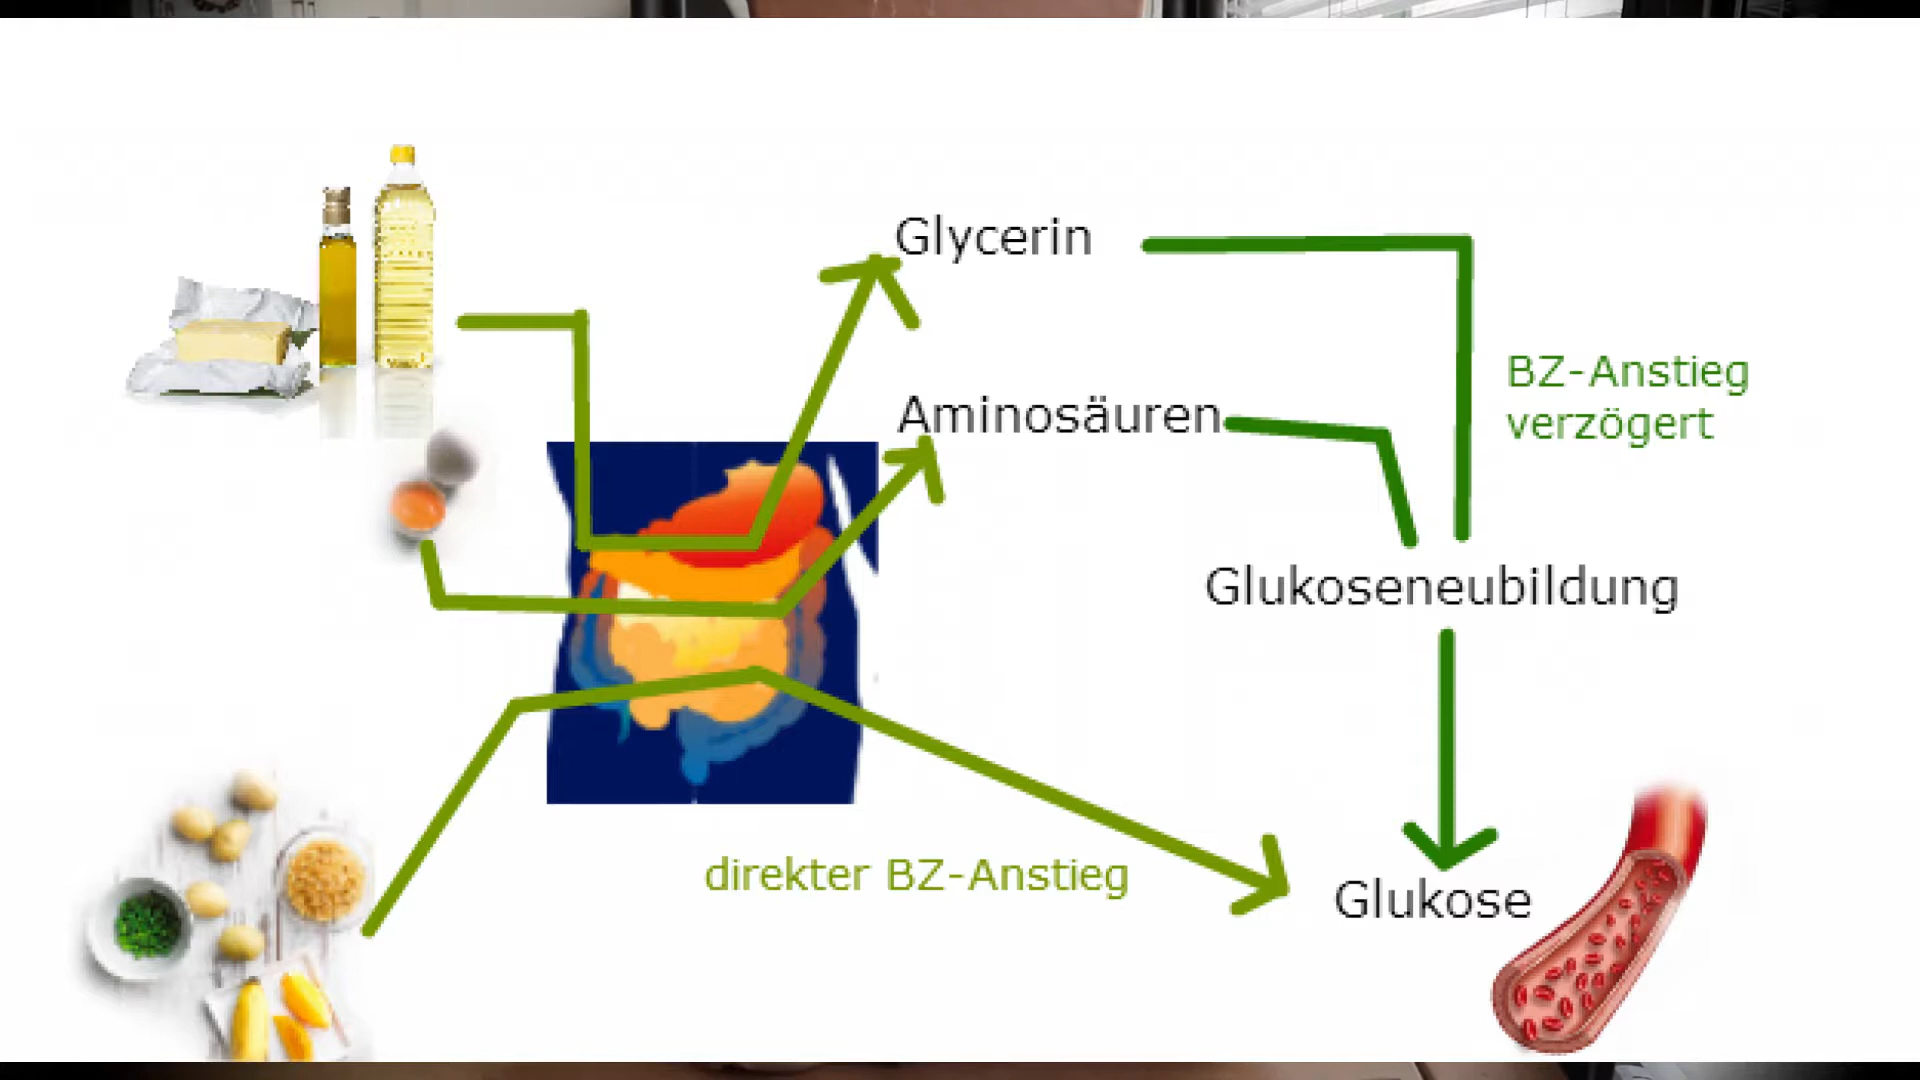 Glycerin
Aminosäuren
BZ-Anstieg
verzögert
Glukoseneubildung
direkter BZ-Anstieg
Glukose